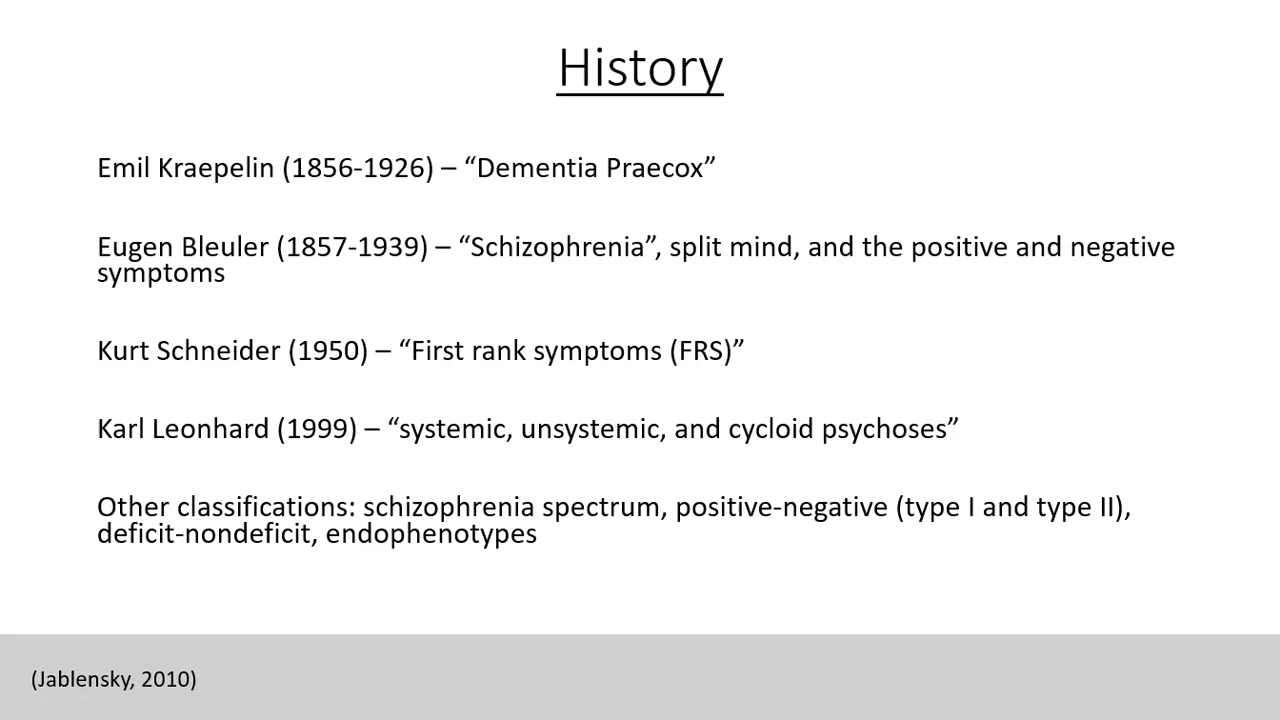 History
Emil Kraepelin (1856-1926) – “Dementia Praecox”
Eugen Bleuler (1857-1939) – “Schizophrenia”, split mind, and the positive and negative
symptoms
Kurt Schneider (1950) – “First rank symptoms (FRS)”
Karl Leonhard (1999) – “systemic, unsystemic, and cycloid psychoses”
Other classifications: schizophrenia spectrum, positive-negative (type I and type II),
deficit-nondeficit, endophenotypes
(Jablensky, 2010)